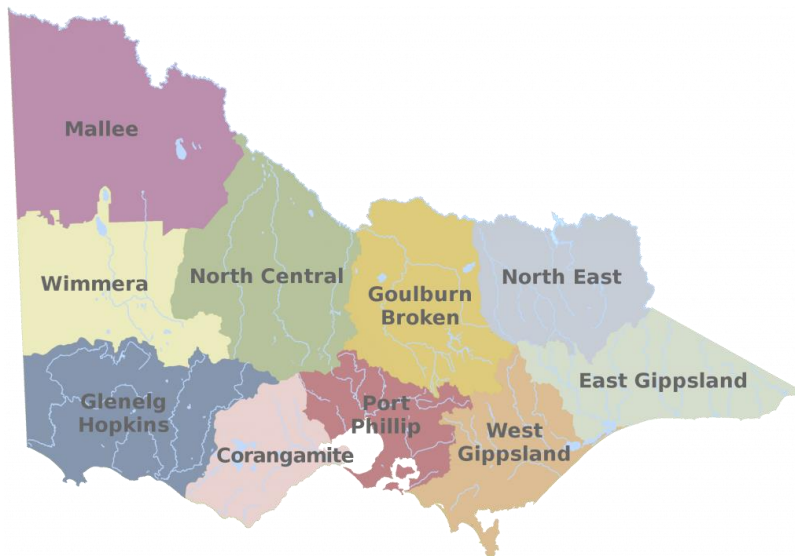 Mallee
Wimmera
North Central
Goulburn
Broken
North East
East Gippsland
Glenelg
Hopkins
Corangamite
Port
Phillip
West
Gippsland